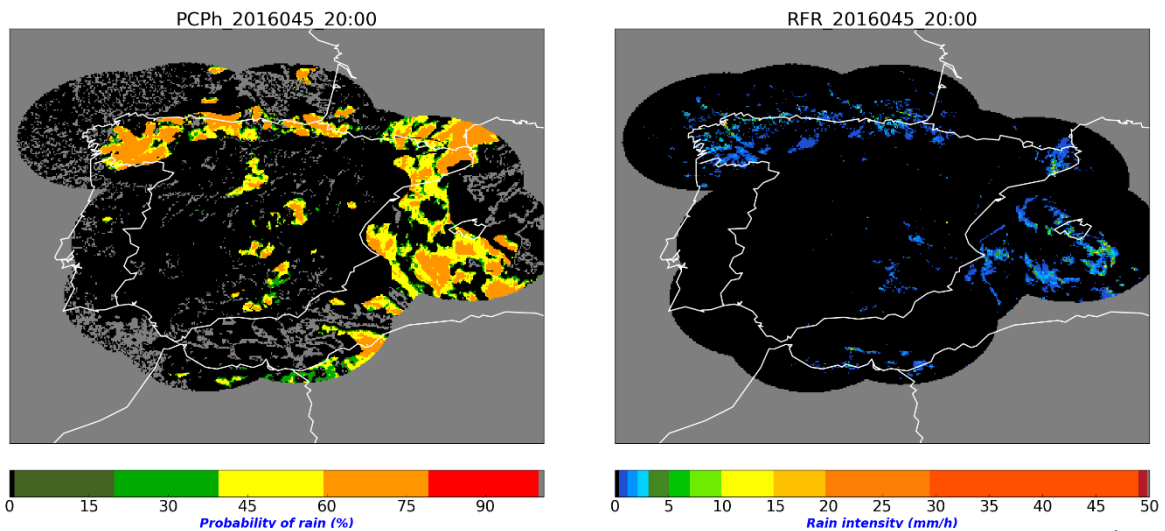 PCPh_2016045_20:00
RFR_2016045_20:00
0 15 30 45 60 75 90
Probability of rain (%)
0 5 10 15 20 25 30 35 40 45 50
Rain intensity (mm/h)